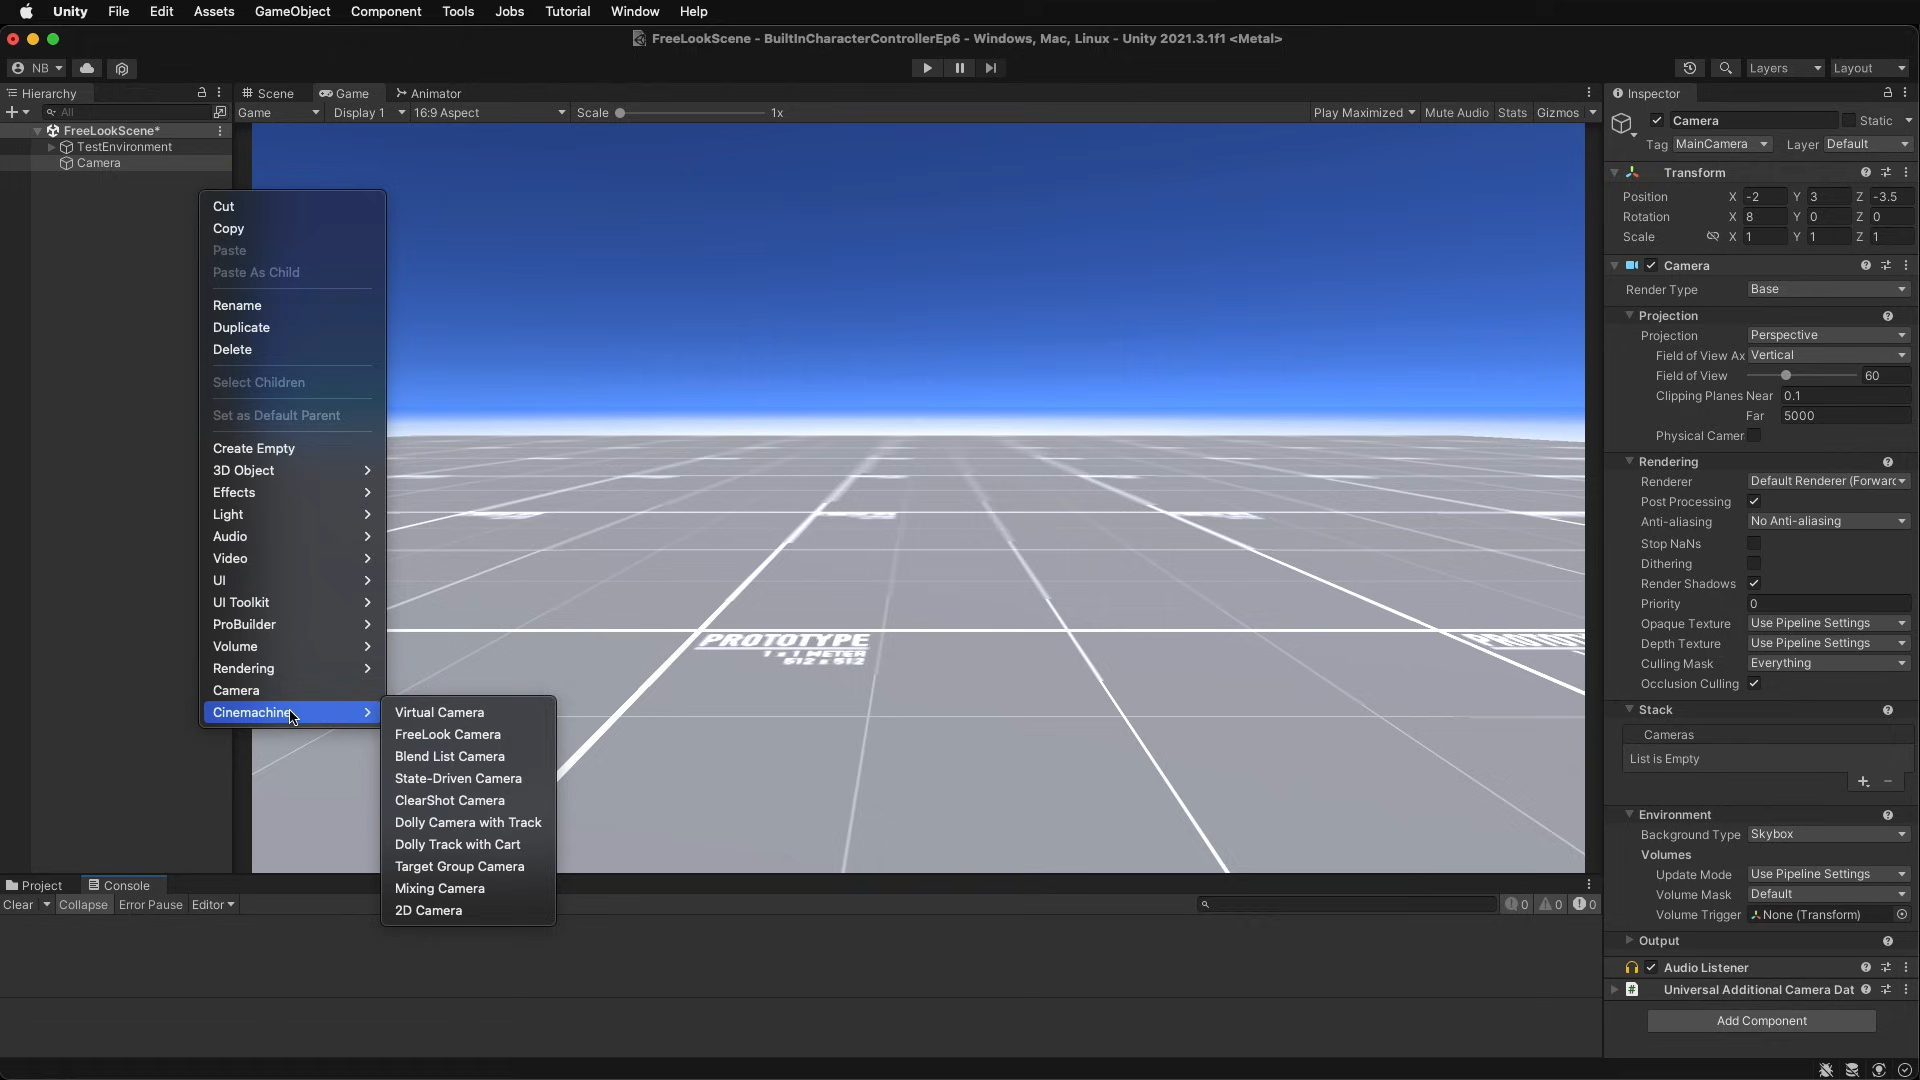 Unity File Edit Assets GameObject Component Tools Jobs Tutorial Window Help
FreeLookScene - BuiltInCharacterControllerEp6 - Windows, Mac, Linux - Unity 2021.3.1f1 <Metal>
NB
Layers
Layout
Hierarchy
All
FreeLookScene*
TestEnvironment
Camera
Scene
Game
Animator
Game
Display 1
16:9 Aspect
Scale
1x
Play Maximized
Mute Audio
Stats
Gizmos
Cut
Copy
Paste
Paste As Child
Rename
Duplicate
Delete
Select Children
Set as Default Parent
Create Empty
3D Object
Effects
Light
Audio
Video
UI
UI Toolkit
ProBuilder
Volume
Rendering
Camera
Cinemachine
Virtual Camera
FreeLook Camera
Blend List Camera
State-Driven Camera
ClearShot Camera
Dolly Camera with Track
Dolly Track with Cart
Target Group Camera
Mixing Camera
2D Camera
PROTOTYPE
1 x 1 METER
512 x 512
Project
Console
Clear
Collapse
Error Pause
Editor
0
0
0
Inspector
Camera
Static
Tag MainCamera Layer Default
Transform
Position X -2 Y 3 Z -3.5
Rotation X 8 Y 0 Z 0
Scale X 1 Y 1 Z 1
Camera
Render Type Base
Projection
Projection Perspective
Field of View Ax Vertical
Field of View 60
Clipping Planes Near 0.1
Far 5000
Physical Camer
Rendering
Renderer Default Renderer (Forward
Post Processing
Anti-aliasing No Anti-aliasing
Stop NaNs
Dithering
Render Shadows
Priority 0
Opaque Texture Use Pipeline Settings
Depth Texture Use Pipeline Settings
Culling Mask Everything
Occlusion Culling
Stack
Cameras
List is Empty
Environment
Background Type Skybox
Volumes
Update Mode Use Pipeline Settings
Volume Mask Default
Volume Trigger None (Transform)
Output
Audio Listener
Universal Additional Camera Dat
Add Component